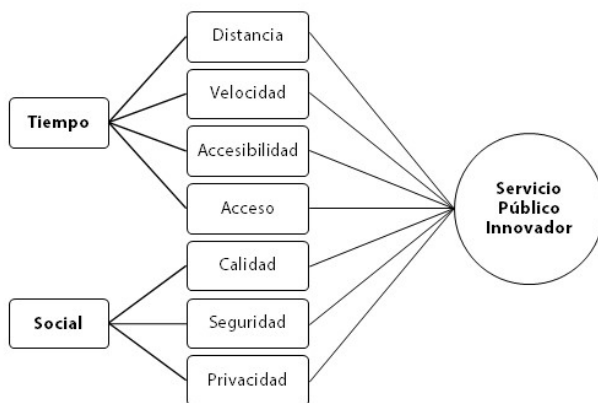 Distancia
Velocidad
Tiempo
Accesibilidad
Acceso
Servicio
Público
Innovador
Calidad
Social
Seguridad
Privacidad